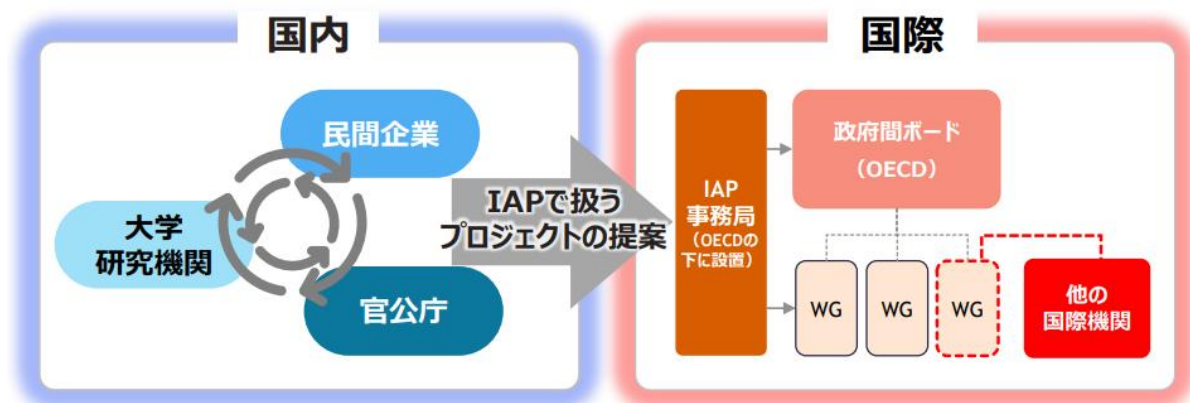 国内
民間企業
大学
研究機関
官公庁
IAPで扱う
プロジェクトの提案
国際
IAP
事務局
（OECDの
下に設置）
政府間ボード
（OECD）
WG
WG
WG
他の
国際機関